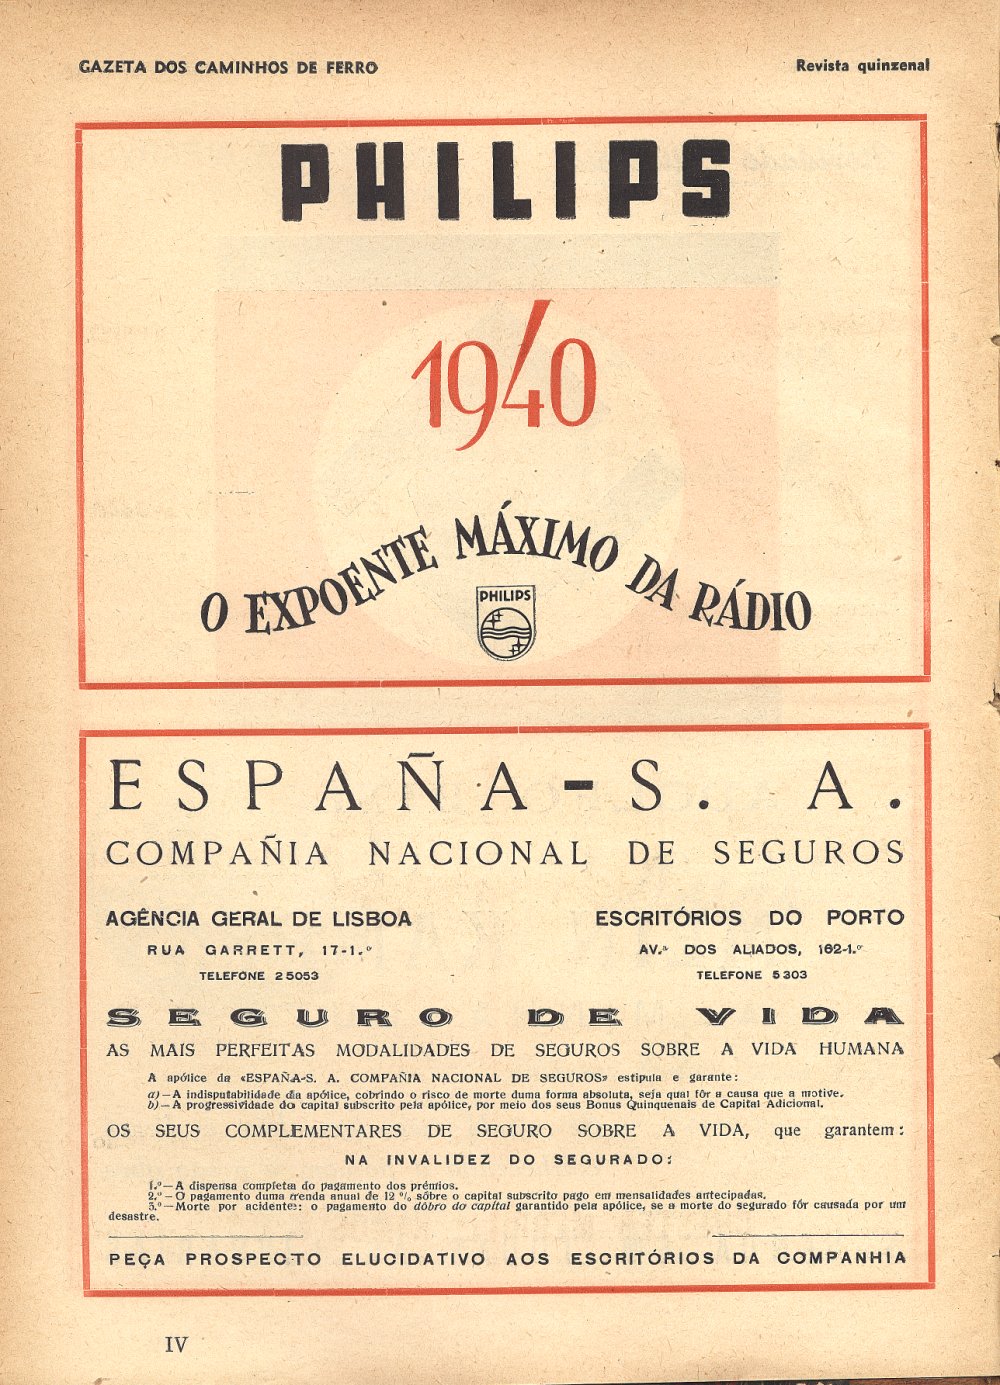 GAZETA DOS CAMINHOS DE FERRO
Revista quinzenal
PHILIPS
1940
O EXPOENTE MÁXIMO DA RÁDIO
PHILIPS
ESPAÑA-S. A.
COMPAÑIA NACIONAL DE SEGUROS
AGÊNCIA GERAL DE LISBOA
RUA GARRETT, 17-1.º
TELEFONE 25053
ESCRITÓRIOS DO PORTO
AV.ª DOS ALIADOS, 162-1.º
TELEFONE 5303
SEGURO DE VIDA
AS MAIS PERFEITAS MODALIDADES DE SEGUROS SOBRE A VIDA HUMANA
A apólice da «ESPAÑA-S. A. COMPAÑIA NACIONAL DE SEGUROS» estipula e garante:
a)—A indisputabilidade da apólice, cobrindo o risco de morte duma forma absoluta, seja qual fôr a causa que a motive.
b)—A progressividade do capital subscrito pela apólice, por meio dos seus Bonus Quinquenais de Capital Adicional.
OS SEUS COMPLEMENTARES DE SEGURO SOBRE A VIDA, que garantem:
NA INVALIDEZ DO SEGURADO:
1.º—A dispensa completa do pagamento dos prémios.
2.º—O pagamento duma renda anual de 12 % sôbre o capital subscrito pago em mensalidades antecipadas.
3.º—Morte por acidente: o pagamento do dôbro do capital garantido pela apólice, se a morte do segurado fôr causada por um
desastre.
PEÇA PROSPECTO ELUCIDATIVO AOS ESCRITÓRIOS DA COMPANHIA
IV